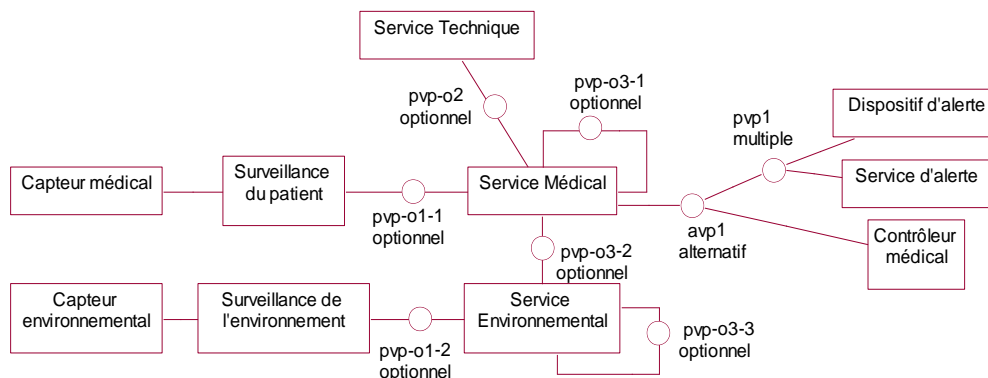 Service Technique
pvp-o2
optionnel
pvp-o3-1
optionnel
pvp1
multiple
Dispositif d'alerte
Capteur médical
Surveillance
du patient
pvp-o1-1
optionnel
Service Médical
avp1
alternatif
Service d'alerte
Contrôleur
médical
pvp-o3-2
optionnel
Capteur
environnemental
Surveillance de
l'environnement
pvp-o1-2
optionnel
Service
Environnemental
pvp-o3-3
optionnel